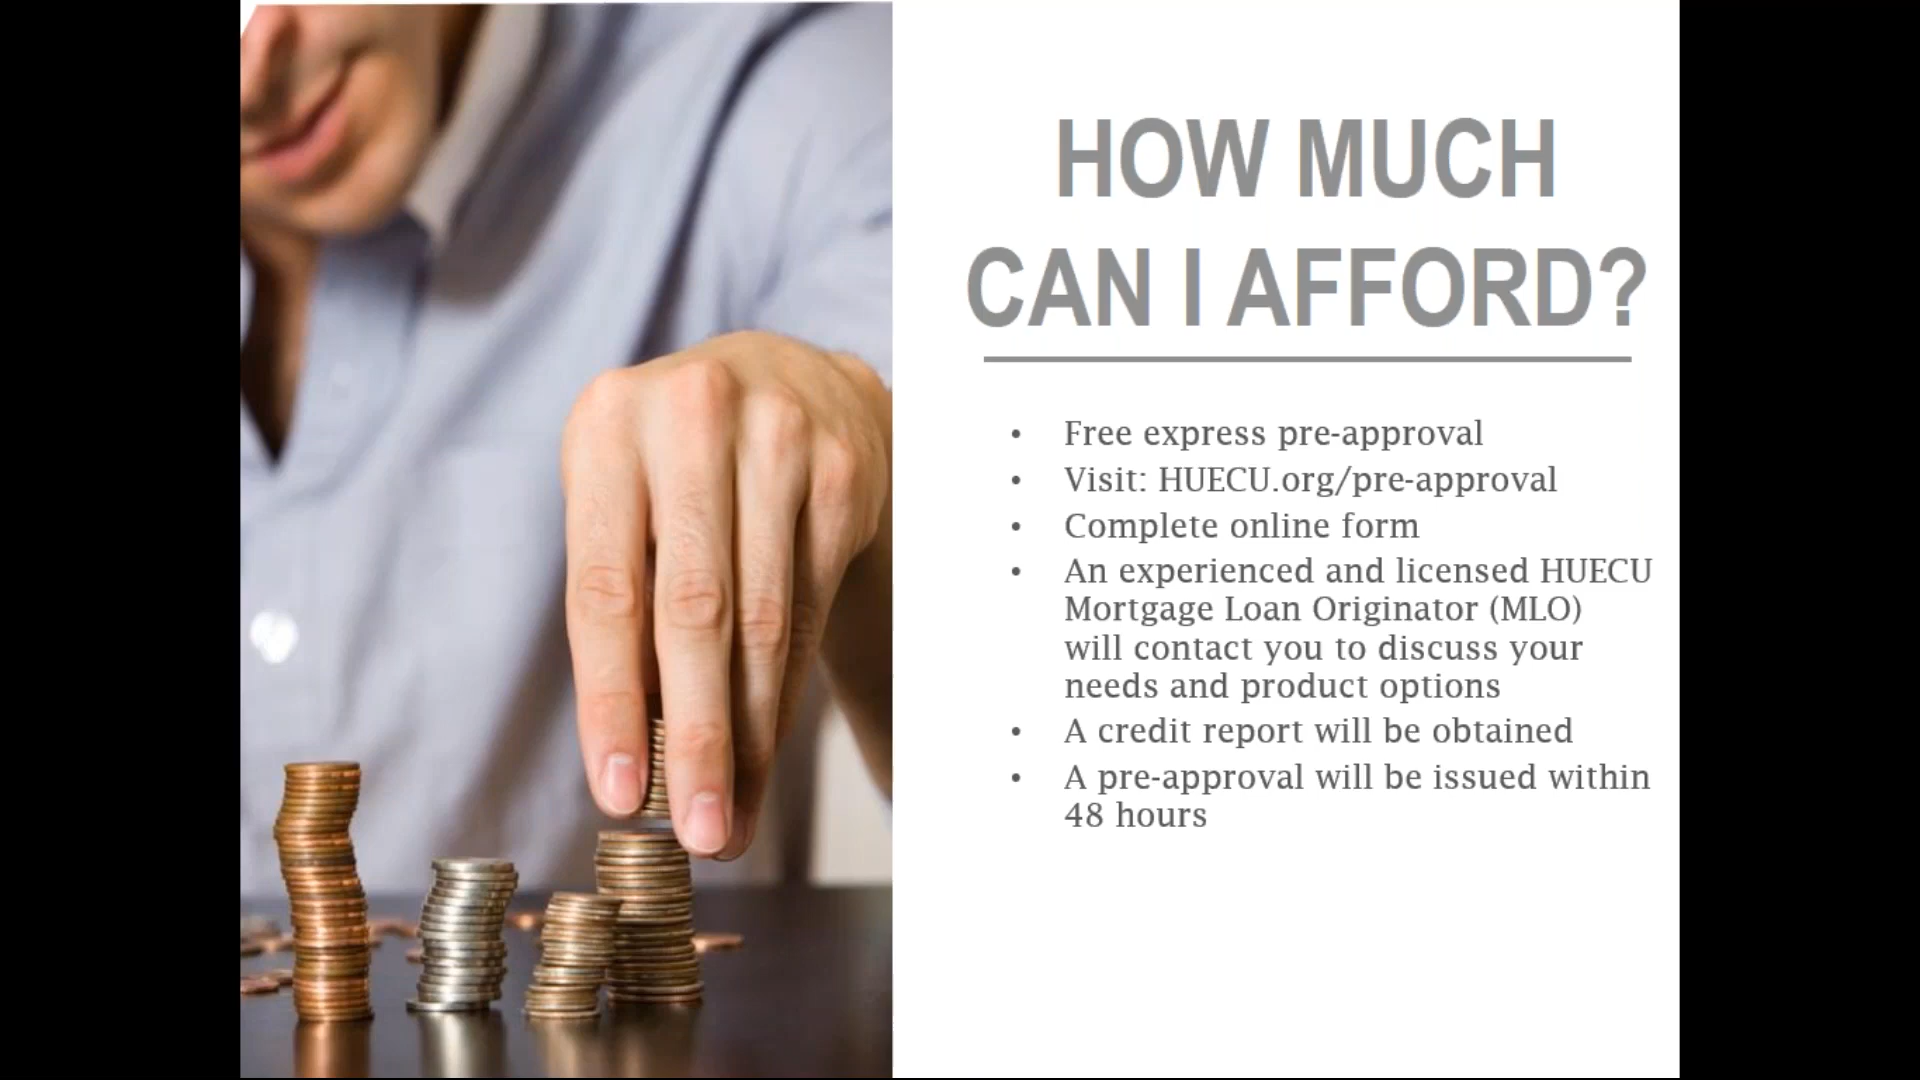 HOW MUCH
CAN I AFFORD?
• Free express pre-approval
• Visit: HUECU.org/pre-approval
• Complete online form
• An experienced and licensed HUECU
Mortgage Loan Originator (MLO)
will contact you to discuss your
needs and product options
• A credit report will be obtained
• A pre-approval will be issued within
48 hours